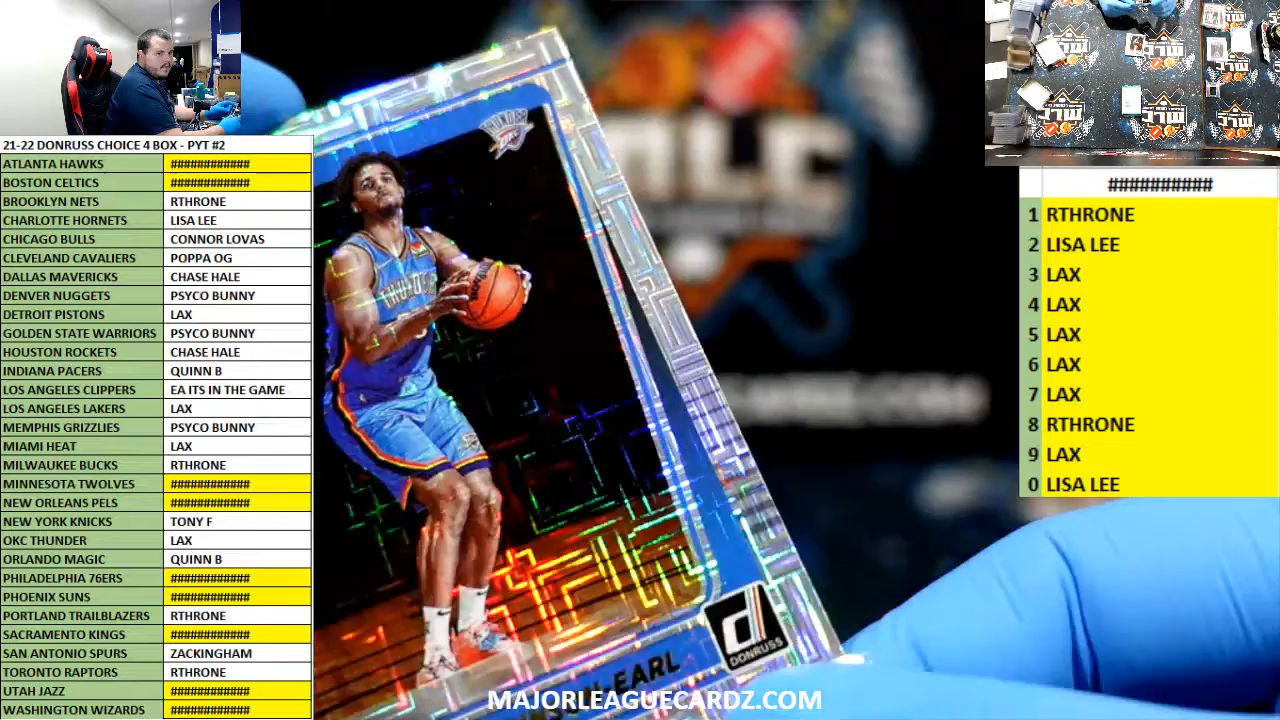 21-22 DONRUSS CHOICE 4 BOX - PYT #2
ATLANTA HAWKS ############
BOSTON CELTICS ############
BROOKLYN NETS RTHRONE
CHARLOTTE HORNETS LISA LEE
CHICAGO BULLS CONNOR LOVAS
CLEVELAND CAVALIERS POPPA OG
DALLAS MAVERICKS CHASE HALE
DENVER NUGGETS PSYCO BUNNY
DETROIT PISTONS LAX
GOLDEN STATE WARRIORS PSYCO BUNNY
HOUSTON ROCKETS CHASE HALE
INDIANA PACERS QUINN B
LOS ANGELES CLIPPERS EA ITS IN THE GAME
LOS ANGELES LAKERS LAX
MEMPHIS GRIZZLIES PSYCO BUNNY
MIAMI HEAT LAX
MILWAUKEE BUCKS RTHRONE
MINNESOTA TWOLVES ############
NEW ORLEANS PELS ############
NEW YORK KNICKS TONY F
OKC THUNDER LAX
ORLANDO MAGIC QUINN B
PHILADELPHIA 76ERS ############
PHOENIX SUNS ############
PORTLAND TRAILBLAZERS RTHRONE
SACRAMENTO KINGS ############
SAN ANTONIO SPURS ZACKINGHAM
TORONTO RAPTORS RTHRONE
UTAH JAZZ ############
WASHINGTON WIZARDS ############
THUNDER
d
DONRUSS
-EARL
MLC
MAJORLEAGUECARDZ.COM
##########
1 RTHRONE
2 LISA LEE
3 LAX
4 LAX
5 LAX
6 LAX
7 LAX
8 RTHRONE
9 LAX
0 LISA LEE